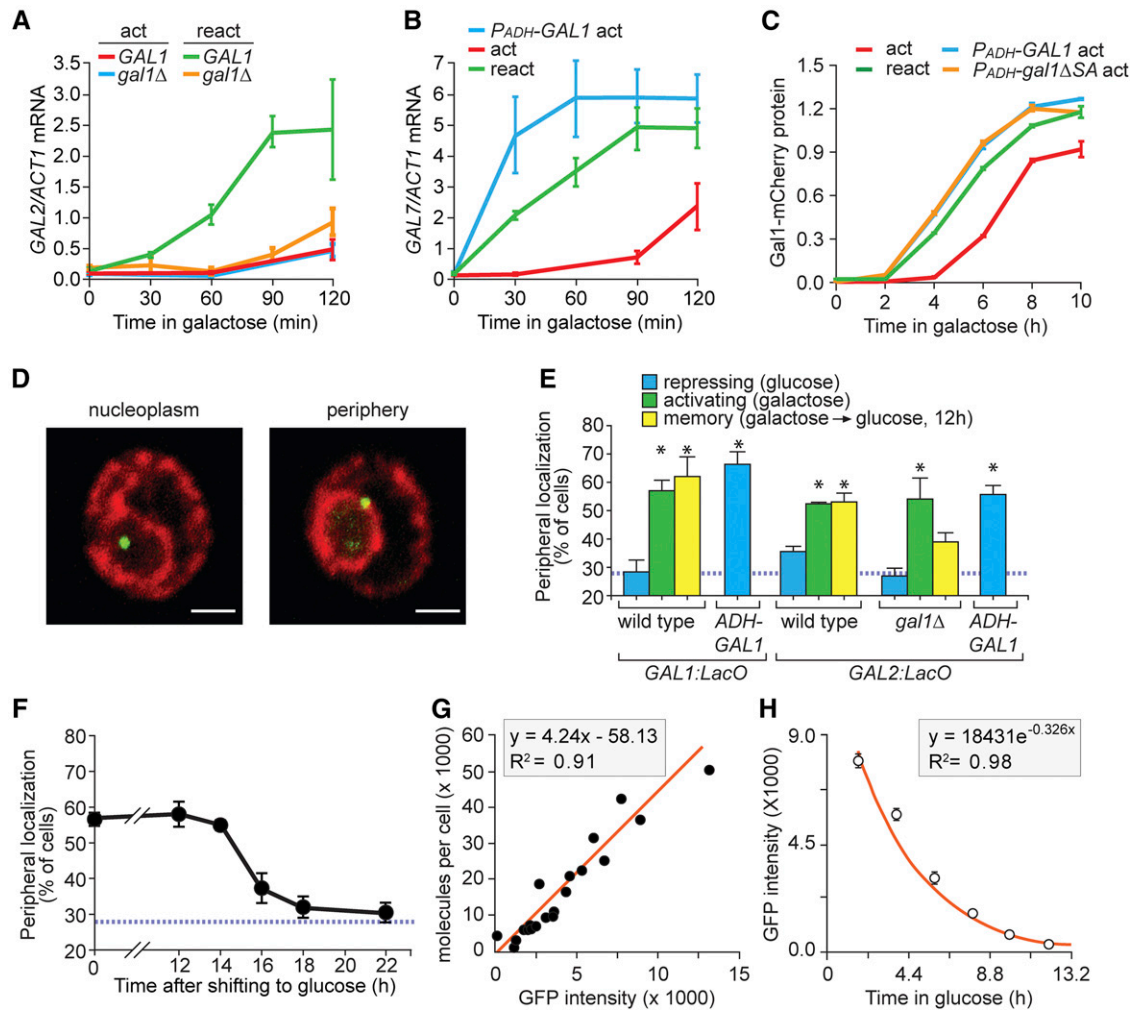 A
act react
GAL1 GAL1
gal1Δ gal1Δ
GAL2/ACT1 mRNA
3.5
3.0
2.5
2.0
1.5
1.0
0.5
0.0
0 30 60 90 120
Time in galactose (min)
B
PADH-GAL1 act
act
react
GAL7/ACT1 mRNA
7
6
5
4
3
2
1
0
0 30 60 90 120
Time in galactose (min)
C
act PADH-GAL1 act
react PADH-gal1ΔSA act
Gal1-mCherry protein
1.5
1.2
0.9
0.6
0.3
0.0
0 2 4 6 8 10
Time in galactose (h)
D
nucleoplasm periphery
E
repressing (glucose)
activating (galactose)
memory (galactose → glucose, 12h)
Peripheral localization
(% of cells)
80
70
60
50
40
30
20
* * * * * * *
wild type ADH-GAL1 wild type gal1Δ ADH-GAL1
GAL1:LacO GAL2:LacO
F
Peripheral localization
(% of cells)
80
70
60
50
40
30
20
0 12 14 16 18 20 22
Time after shifting to glucose (h)
G
y = 4.24x - 58.13
R2 = 0.91
molecules per cell (x 1000)
60
50
40
30
20
10
0
0 5 10 15
GFP intensity (x 1000)
H
y = 18431e-0.326x
R2= 0.98
GFP intensity (X1000)
9.0
4.5
0.0
0 4.4 8.8 13.2
Time in glucose (h)